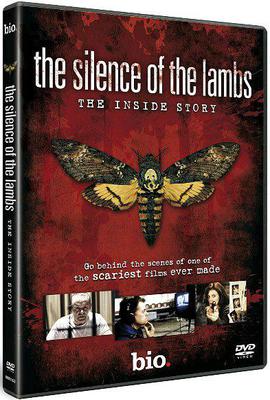 bio.
the silence of the lambs
THE INSIDE STORY
DVD
VIDEO
the silence of the lambs
THE INSIDE STORY
Go behind the scenes of one of
the scariest films ever made
bio.
DVD
VIDEO